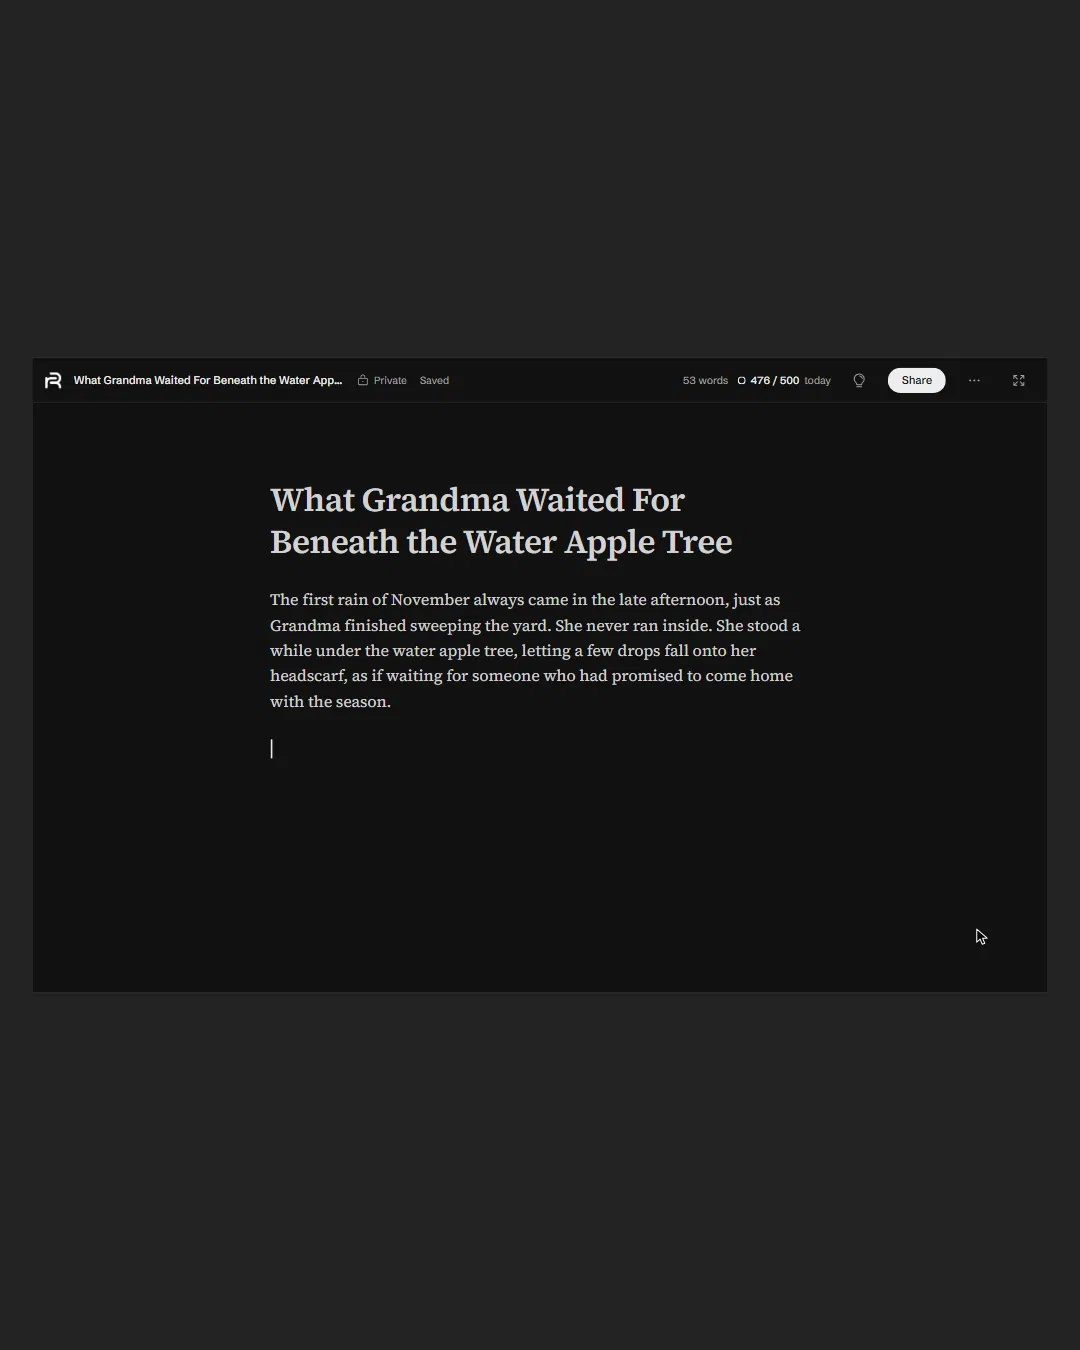 What Grandma Waited For Beneath the Water App...
Private
Saved
53 words
476 / 500 today
Share
What Grandma Waited For
Beneath the Water Apple Tree
The first rain of November always came in the late afternoon, just as
Grandma finished sweeping the yard. She never ran inside. She stood a
while under the water apple tree, letting a few drops fall onto her
headscarf, as if waiting for someone who had promised to come home
with the season.